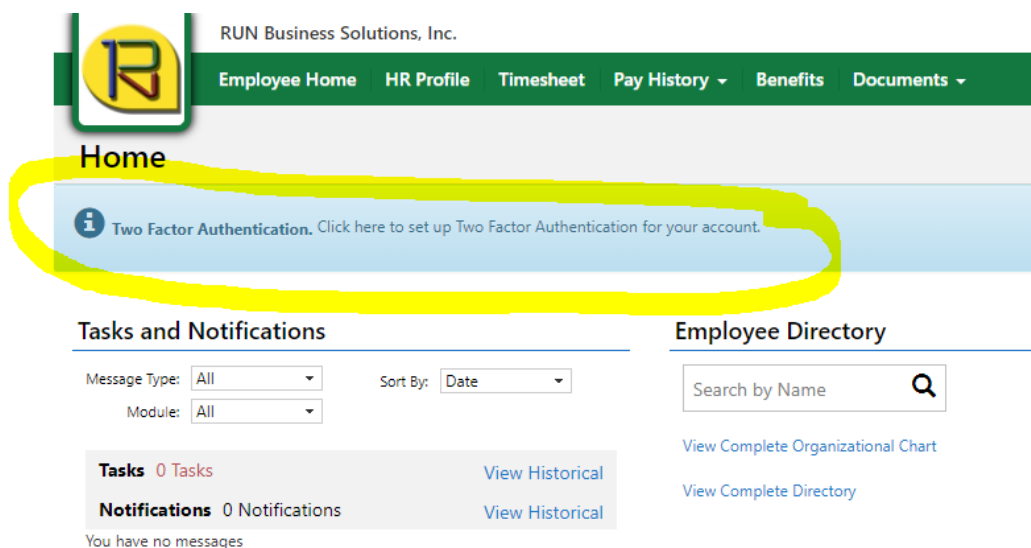 RUN Business Solutions, Inc.
Employee Home HR Profile Timesheet Pay History Benefits Documents
Home
Two Factor Authentication. Click here to set up Two Factor Authentication for your account.
Tasks and Notifications
Employee Directory
Message Type: All Sort By: Date
Search by Name
Module: All
View Complete Organizational Chart
Tasks 0 Tasks View Historical
View Complete Directory
Notifications 0 Notifications View Historical
You have no messages